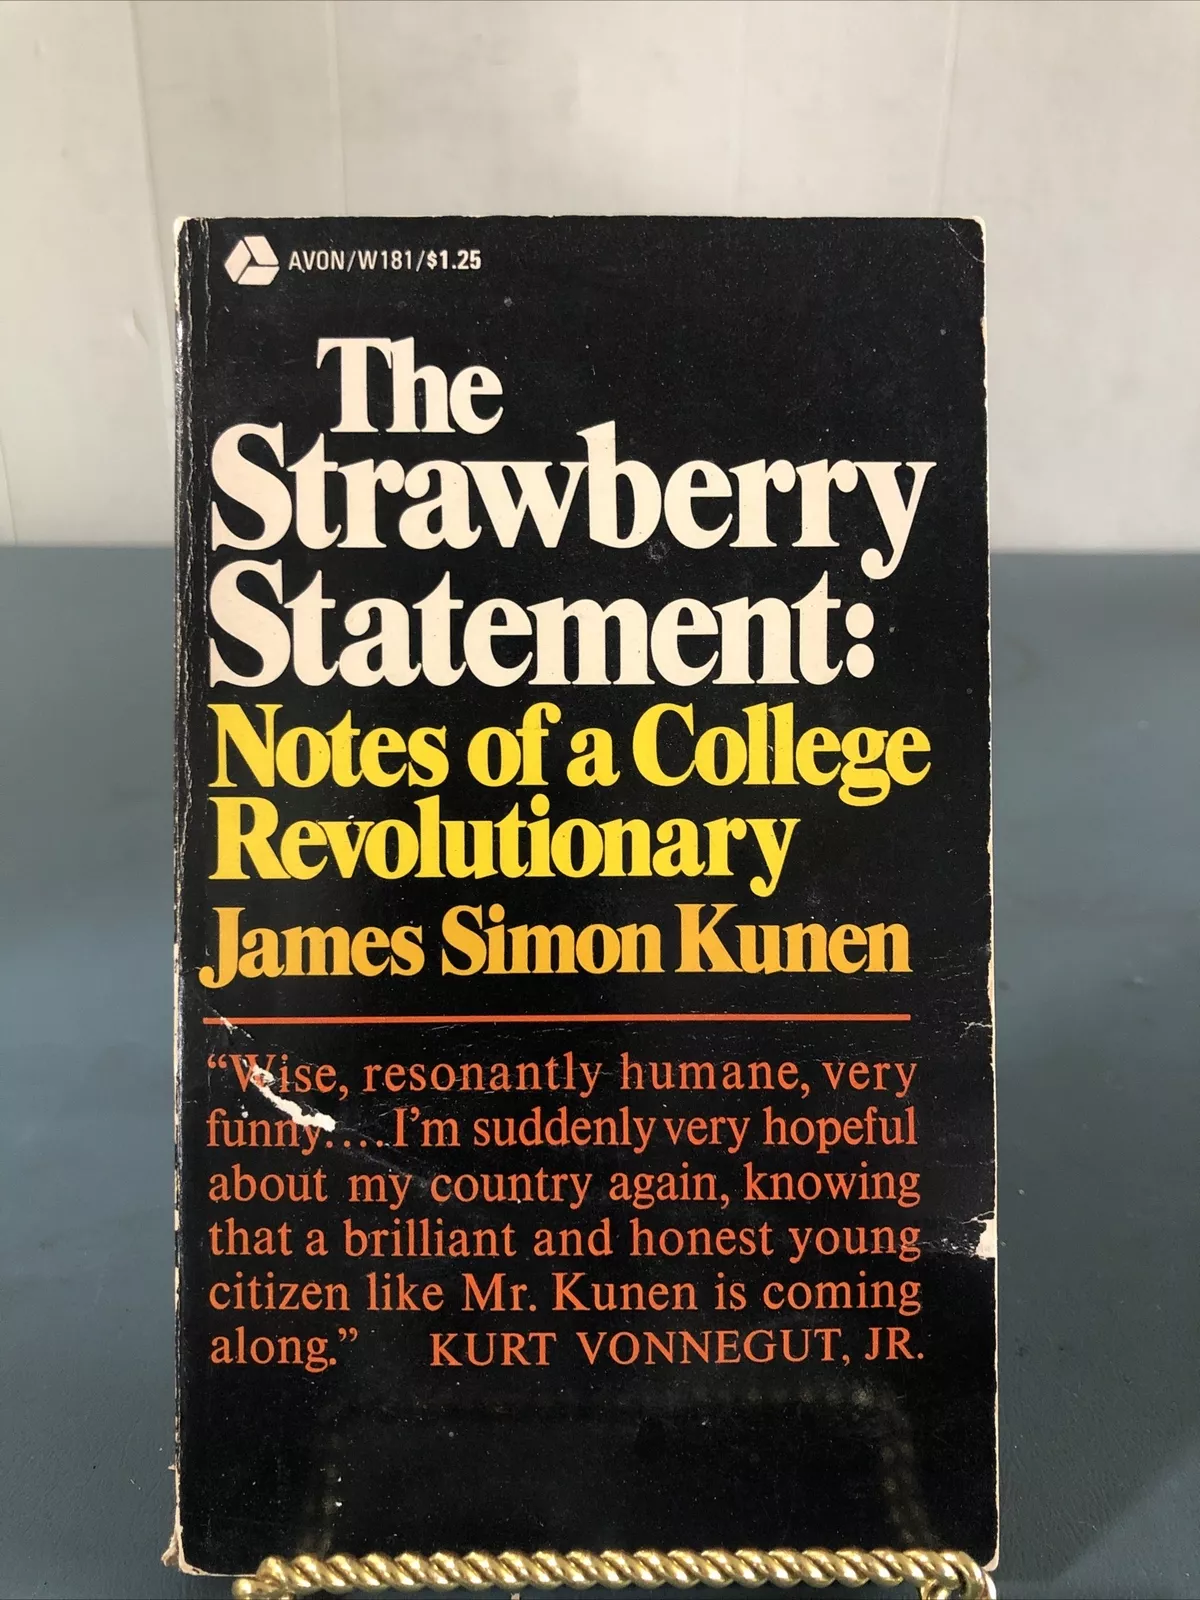 AVON/W181/$1.25
The
Strawberry
Statement:
Notes of a College
Revolutionary
James Simon Kunen
“Wise, resonantly humane, very
funny....I’m suddenly very hopeful
about my country again, knowing
that a brilliant and honest young
citizen like Mr. Kunen is coming
along.” KURT VONNEGUT, JR.